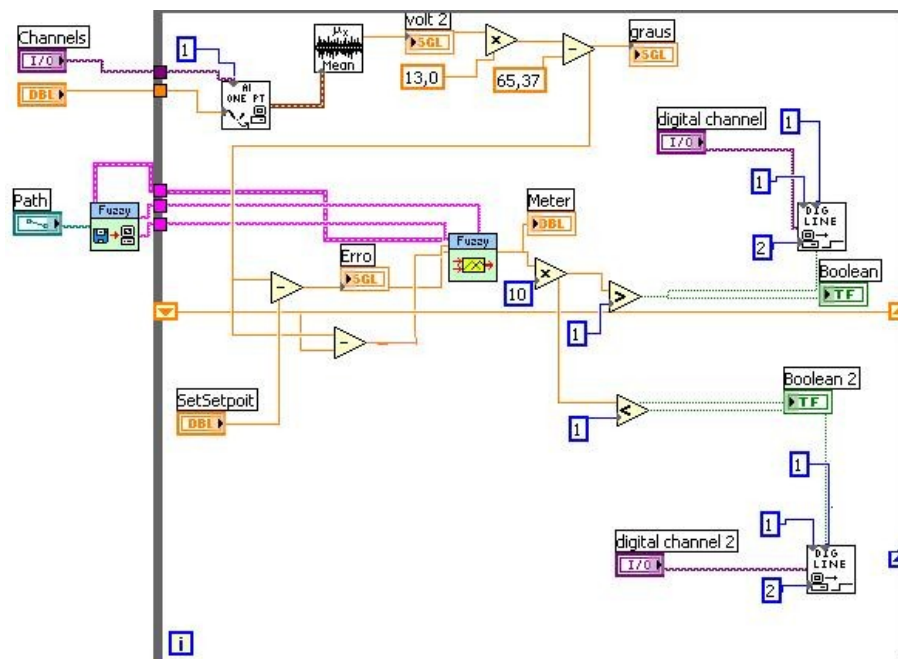 Channels
I/O
DBL
1
AI
ONE PT
μx
Mean
volt 2
SGL
13,0
×
65,37
-
graus
SGL
digital channel
I/O
1
1
2
DIG
LINE
Boolean
TF
Path
Fuzzy
Fuzzy
Meter
DBL
Erro
SGL
-
10
×
1
>
-
SetSetpoit
DBL
1
<
Boolean 2
TF
1
1
digital channel 2
I/O
2
DIG
LINE
i